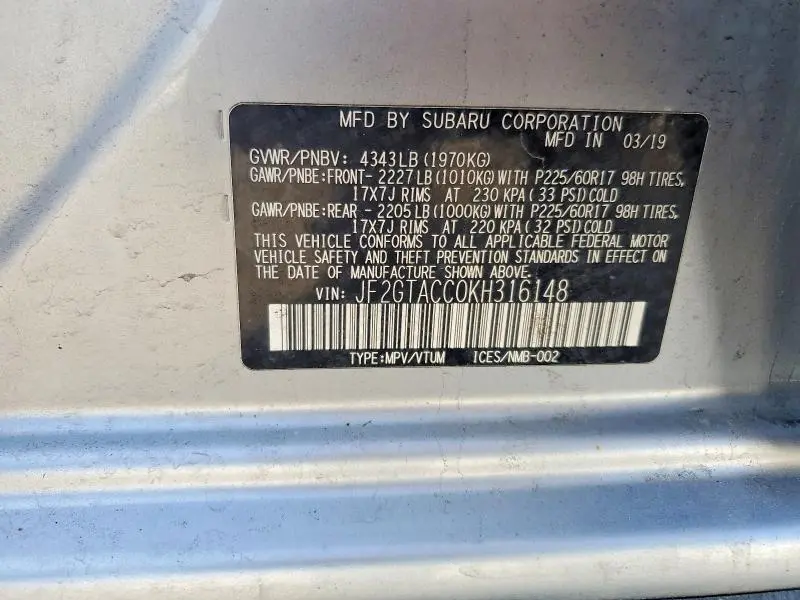 MFD BY SUBARU CORPORATION
MFD IN 03/19
GVWR/PNBV: 4343LB (1970KG)
GAWR/PNBE:FRONT- 2227LB (1010KG) WITH P225/60R17 98H TIRES,
17X7J RIMS AT 230 KPA (33 PSI) COLD
GAWR/PNBE:REAR - 2205LB (1000KG) WITH P225/60R17 98H TIRES,
17X7J RIMS AT 220 KPA (32 PSI) COLD
THIS VEHICLE CONFORMS TO ALL APPLICABLE FEDERAL MOTOR
VEHICLE SAFETY AND THEFT PREVENTION STANDARDS IN EFFECT ON
THE DATE OF MANUFACTURE SHOWN ABOVE.
VIN: JF2GTACC0KH316148
TYPE:MPV/VTUM ICES/NMB-002